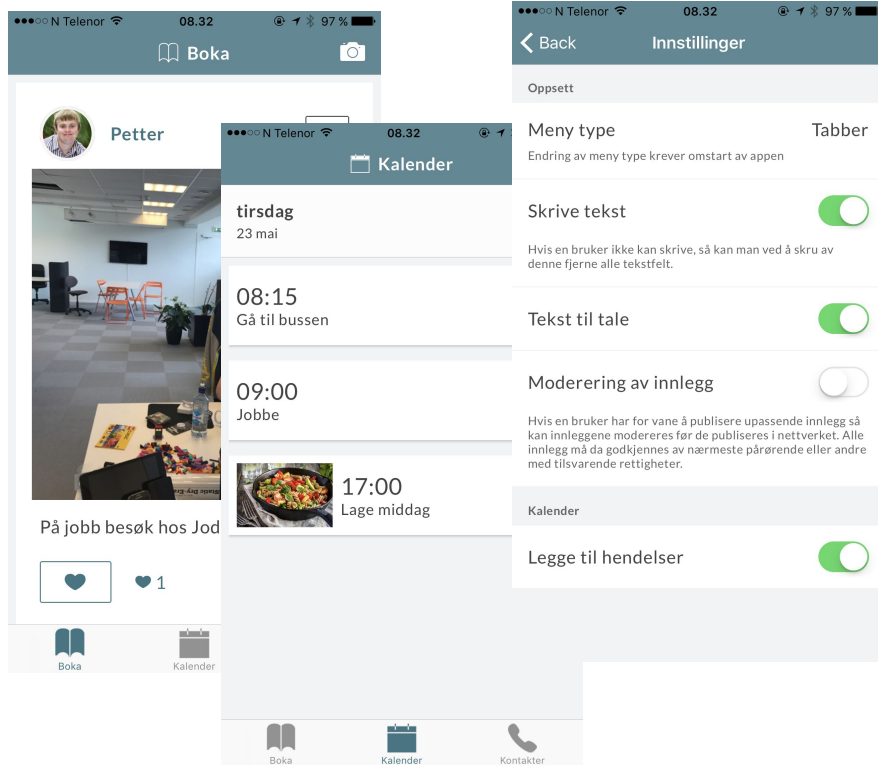 N Telenor 08.32 97 %
Boka
Petter
På jobb besøk hos Jod
1
Boka
Kalender
N Telenor 08.32
Kalender
tirsdag
23 mai
08:15
Gå til bussen
09:00
Jobbe
17:00
Lage middag
Boka
Kalender
Kontakter
N Telenor 08.32 97 %
Back
Innstillinger
Oppsett
Meny type
Tabber
Endring av meny type krever omstart av appen
Skrive tekst
Hvis en bruker ikke kan skrive, så kan man ved å skru av
denne fjerne alle tekstfelt.
Tekst til tale
Moderering av innlegg
Hvis en bruker har for vane å publisere upassende innlegg så
kan innleggene modereres før de publiseres i nettverket. Alle
innlegg må da godkjennes av nærmeste pårørende eller andre
med tilsvarende rettigheter.
Kalender
Legge til hendelser